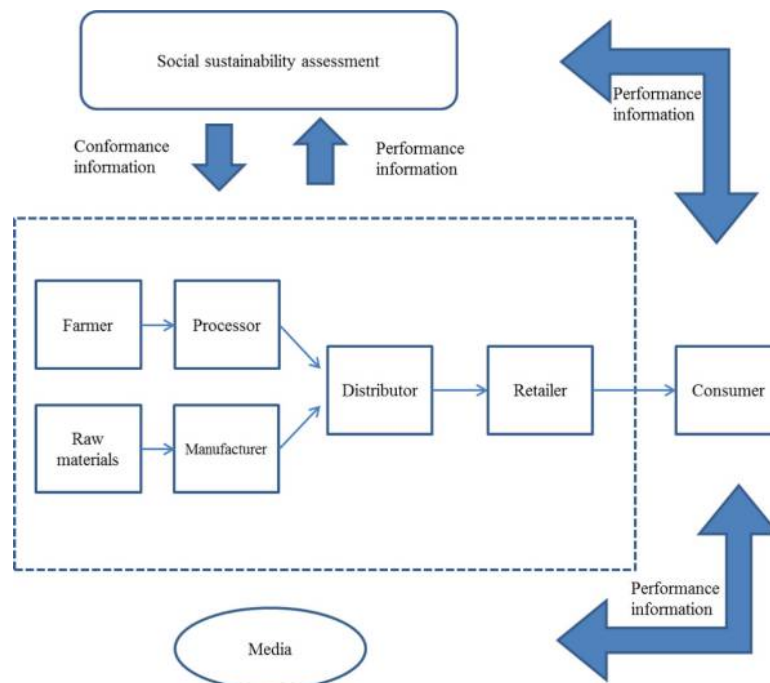 Social sustainability assessment
Performance
information
Conformance
information
Performance
information
Farmer
Processor
Distributor
Retailer
Consumer
Raw
materials
Manufacturer
Performance
information
Media